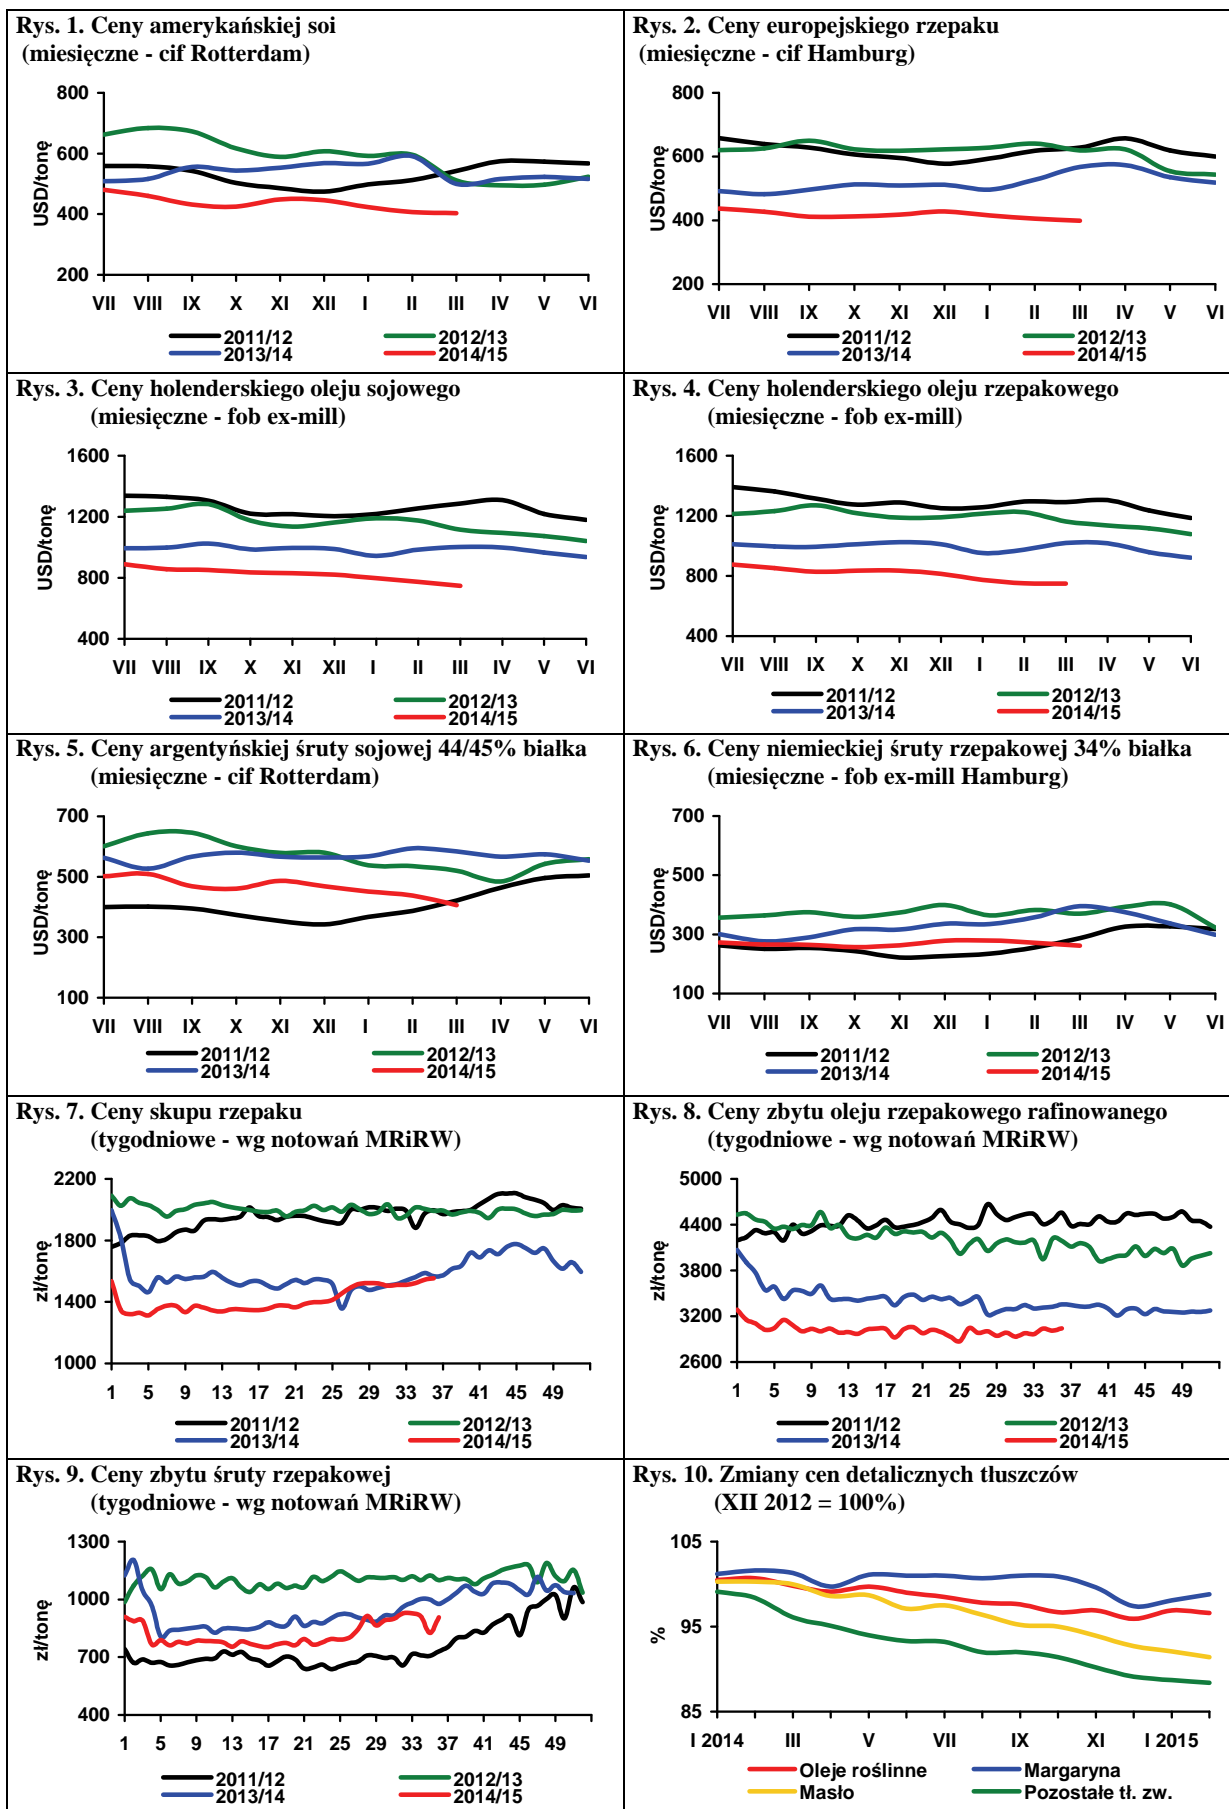 Rys. 1. Ceny amerykańskiej soi
(miesięczne - cif Rotterdam)
800
600
400
200
USD/tonę
VII VIII IX X XI XII I II III IV V VI
2011/12 2012/13
2013/14 2014/15
Rys. 2. Ceny europejskiego rzepaku
(miesięczne - cif Hamburg)
800
600
400
200
USD/tonę
VII VIII IX X XI XII I II III IV V VI
2011/12 2012/13
2013/14 2014/15
Rys. 3. Ceny holenderskiego oleju sojowego
(miesięczne - fob ex-mill)
1600
1200
800
400
USD/tonę
VII VIII IX X XI XII I II III IV V VI
2011/12 2012/13
2013/14 2014/15
Rys. 4. Ceny holenderskiego oleju rzepakowego
(miesięczne - fob ex-mill)
1600
1200
800
400
USD/tonę
VII VIII IX X XI XII I II III IV V VI
2011/12 2012/13
2013/14 2014/15
Rys. 5. Ceny argentyńskiej śruty sojowej 44/45% białka
(miesięczne - cif Rotterdam)
700
500
300
100
USD/tonę
VII VIII IX X XI XII I II III IV V VI
2011/12 2012/13
2013/14 2014/15
Rys. 6. Ceny niemieckiej śruty rzepakowej 34% białka
(miesięczne - fob ex-mill Hamburg)
700
500
300
100
USD/tonę
VII VIII IX X XI XII I II III IV V VI
2011/12 2012/13
2013/14 2014/15
Rys. 7. Ceny skupu rzepaku
(tygodniowe - wg notowań MRiRW)
2200
1800
1400
1000
zł/tonę
1 5 9 13 17 21 25 29 33 37 41 45 49
2011/12 2012/13
2013/14 2014/15
Rys. 8. Ceny zbytu oleju rzepakowego rafinowanego
(tygodniowe - wg notowań MRiRW)
5000
4400
3800
3200
2600
zł/tonę
1 5 9 13 17 21 25 29 33 37 41 45 49
2011/12 2012/13
2013/14 2014/15
Rys. 9. Ceny zbytu śruty rzepakowej
(tygodniowe - wg notowań MRiRW)
1300
1000
700
400
zł/tonę
1 5 9 13 17 21 25 29 33 37 41 45 49
2011/12 2012/13
2013/14 2014/15
Rys. 10. Zmiany cen detalicznych tłuszczów
(XII 2012 = 100%)
105
95
85
%
I 2014 III V VII IX XI I 2015
Oleje roślinne Margaryna
Masło Pozostałe tł. zw.